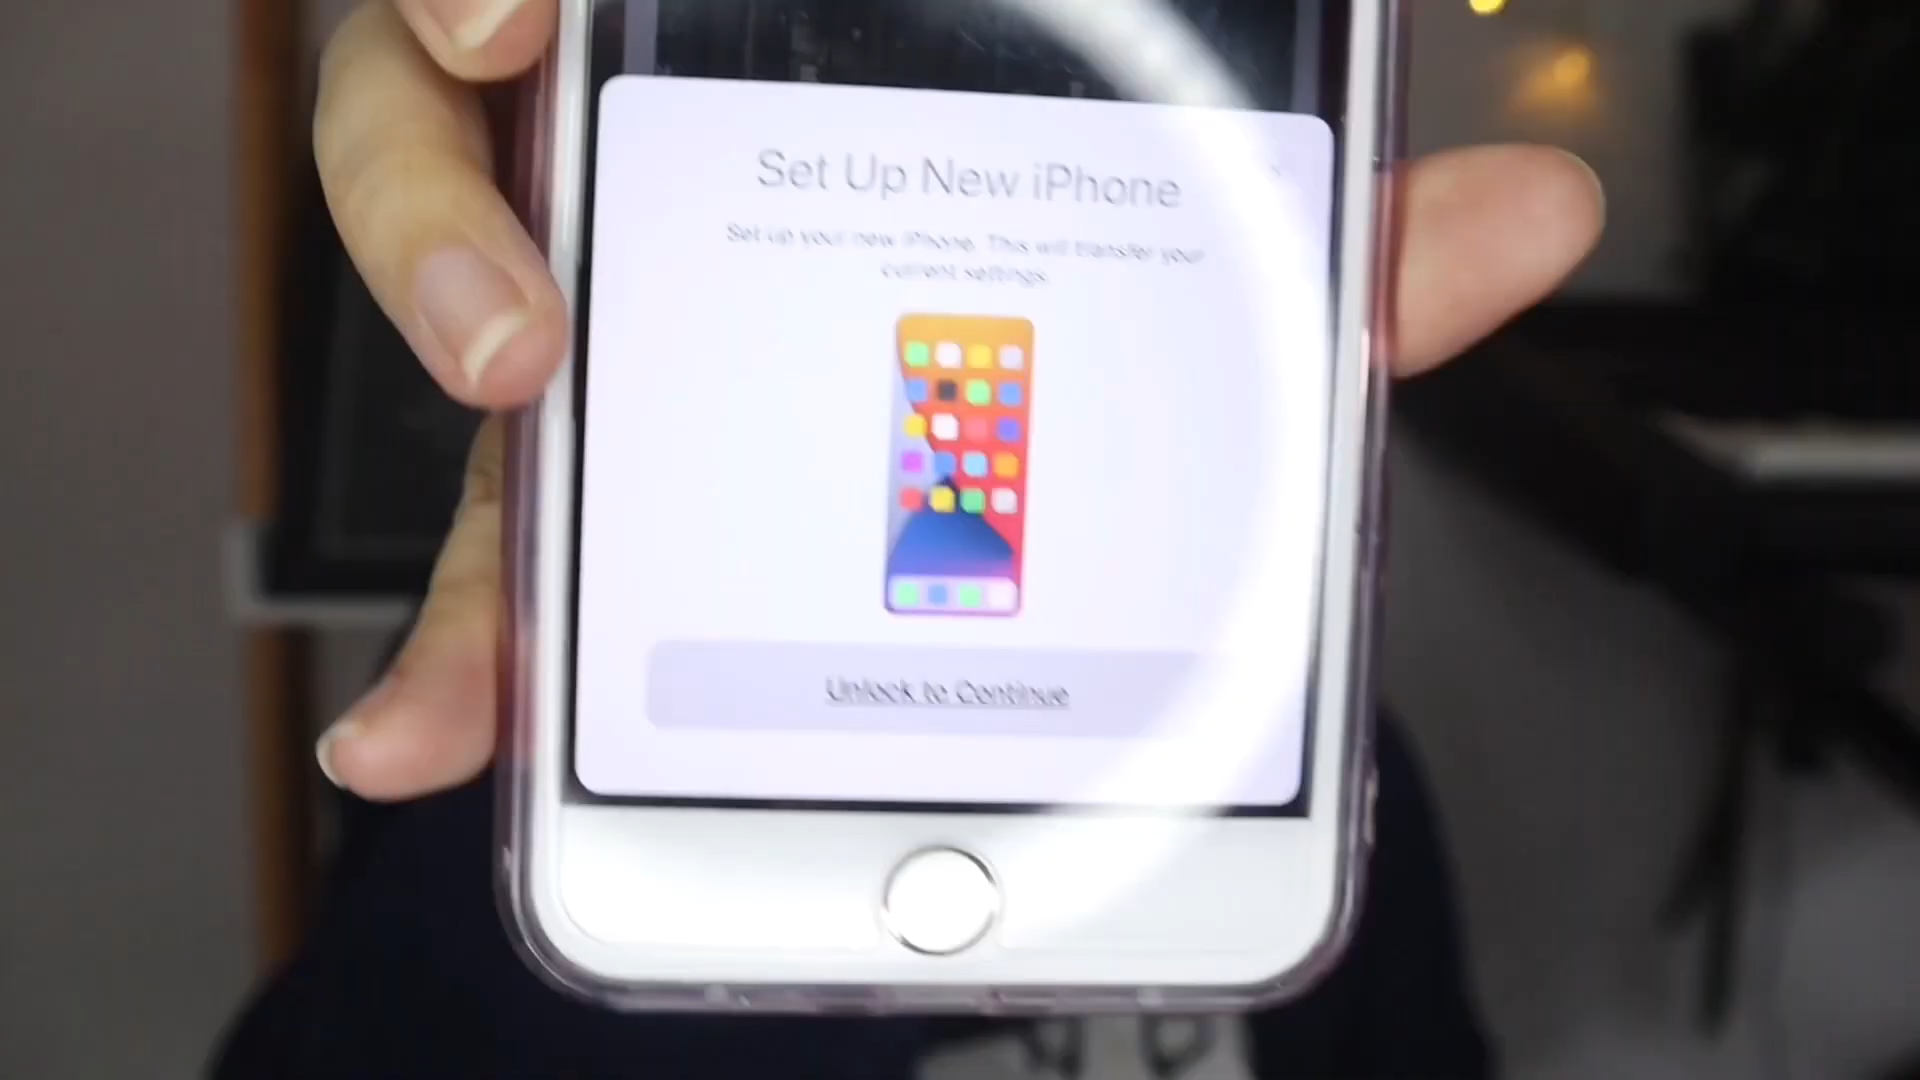 Set Up New iPhone
Set up your new iPhone. This will transfer your
current settings.
Unlock to Continue